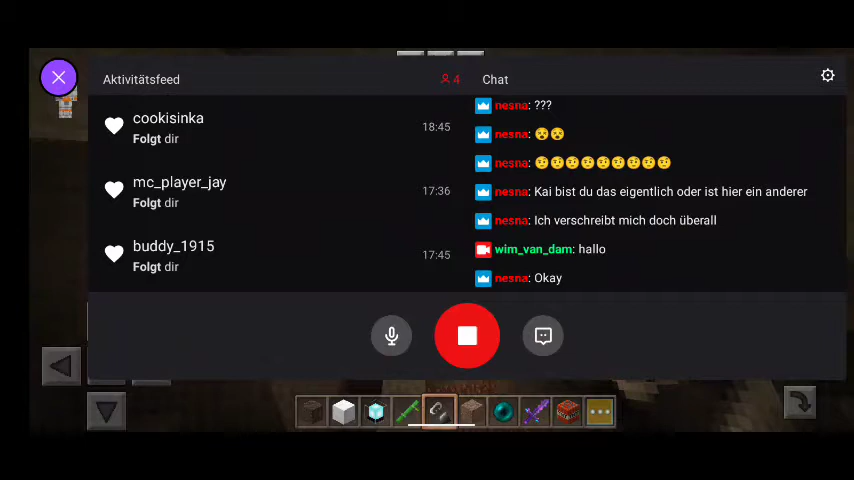 Aktivitätsfeed
4
Chat
cookisinka
Folgt dir
18:45
mc_player_jay
Folgt dir
17:36
buddy_1915
Folgt dir
17:45
nesna: ???
nesna: 😵😵
nesna: 🤨🤨🤨🤨🤨🤨🤨🤨🤨
nesna: Kai bist du das eigentlich oder ist hier ein anderer
nesna: Ich verschreibt mich doch überall
wim_van_dam: hallo
nesna: Okay